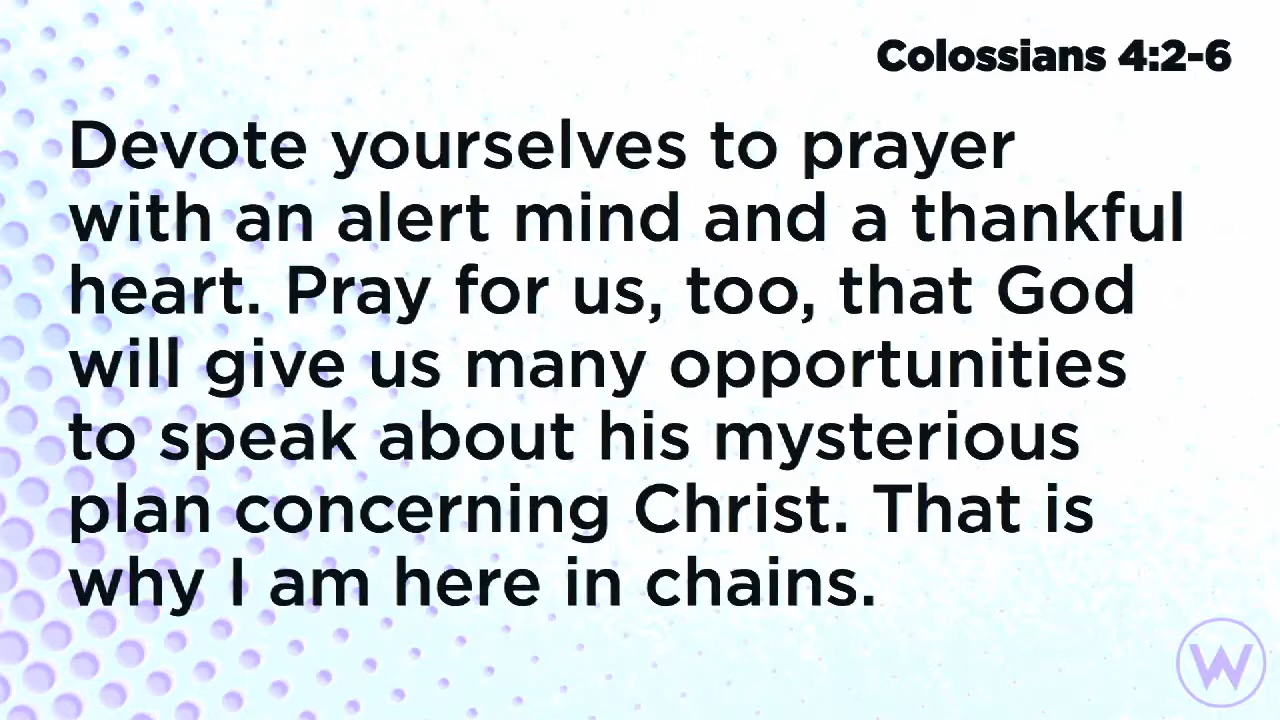 Colossians 4:2-6
Devote yourselves to prayer
with an alert mind and a thankful
heart. Pray for us, too, that God
will give us many opportunities
to speak about his mysterious
plan concerning Christ. That is
why I am here in chains.
W